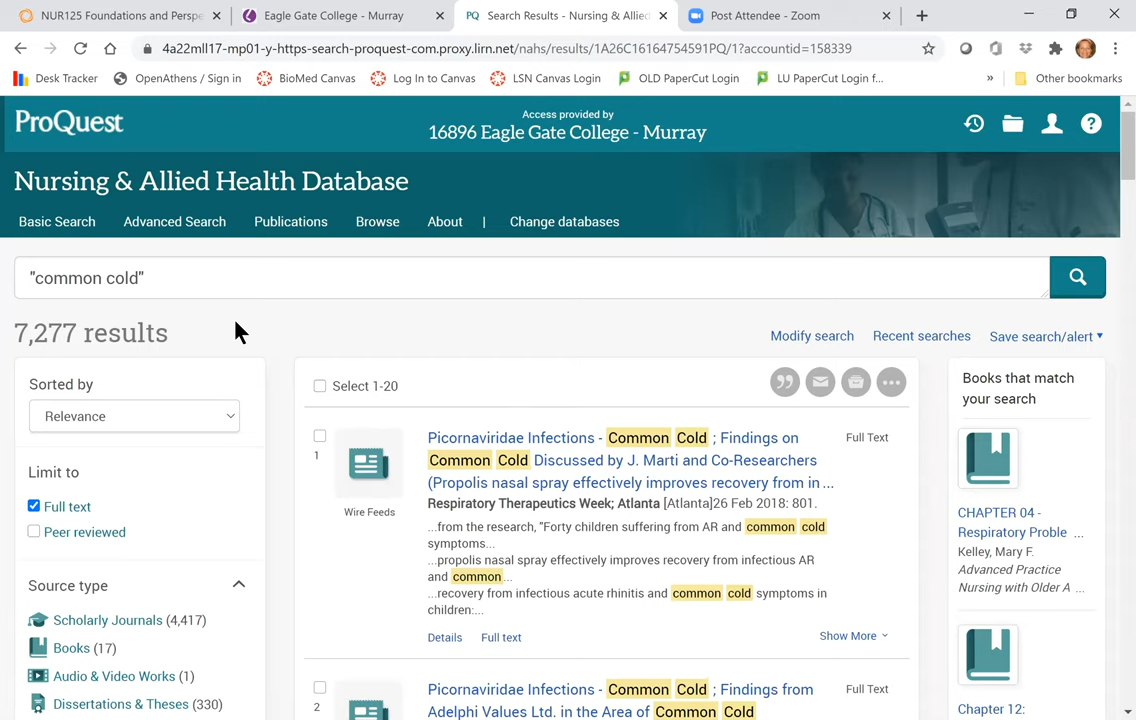 NUR125 Foundations and Perspe
Eagle Gate College - Murray
PQ Search Results - Nursing & Allied
Post Attendee - Zoom
4a22mll17-mp01-y-https-search-proquest-com.proxy.lirn.net/nahs/results/1A26C16164754591PQ/1?accountid=158339
Desk Tracker
OpenAthens / Sign in
BioMed Canvas
Log In to Canvas
LSN Canvas Login
OLD PaperCut Login
LU PaperCut Login f...
»
Other bookmarks
ProQuest
Access provided by
16896 Eagle Gate College - Murray
Nursing & Allied Health Database
Basic Search Advanced Search Publications Browse About | Change databases
"common cold"
7,277 results
Modify search Recent searches Save search/alert
Sorted by
Relevance
Limit to
Full text
Peer reviewed
Source type
Scholarly Journals (4,417)
Books (17)
Audio & Video Works (1)
Dissertations & Theses (330)
Select 1-20
1
Wire Feeds
Picornaviridae Infections - Common Cold ; Findings on
Common Cold Discussed by J. Marti and Co-Researchers
(Propolis nasal spray effectively improves recovery from in ...
Full Text
Respiratory Therapeutics Week; Atlanta [Atlanta]26 Feb 2018: 801.
...from the research, "Forty children suffering from AR and common cold
symptoms...
...propolis nasal spray effectively improves recovery from infectious AR
and common...
...recovery from infectious acute rhinitis and common cold symptoms in
children:...
Details Full text Show More
2
Picornaviridae Infections - Common Cold ; Findings from
Adelphi Values Ltd. in the Area of Common Cold
Full Text
Books that match
your search
CHAPTER 04 -
Respiratory Proble ...
Kelley, Mary F.
Advanced Practice
Nursing with Older A ...
Chapter 12: